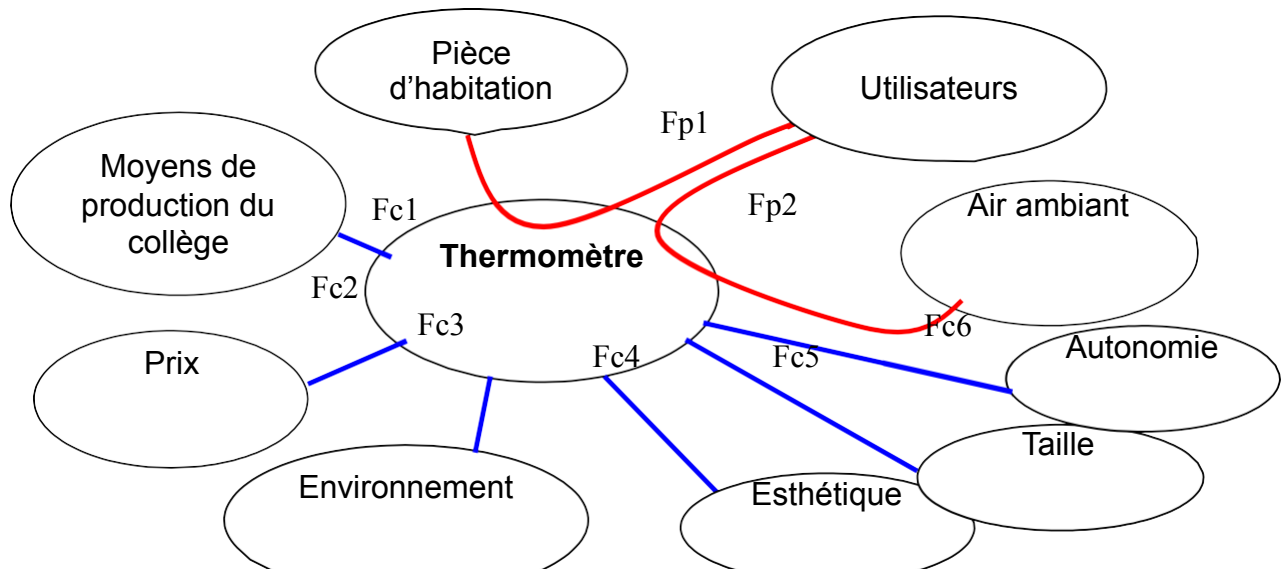 Pièce
d'habitation
Utilisateurs
Fp1
Moyens de
production du
collège
Fc1
Fp2
Air ambiant
Thermomètre
Fc2
Fc3
Fc6
Prix
Fc4
Fc5
Autonomie
Taille
Environnement
Esthétique